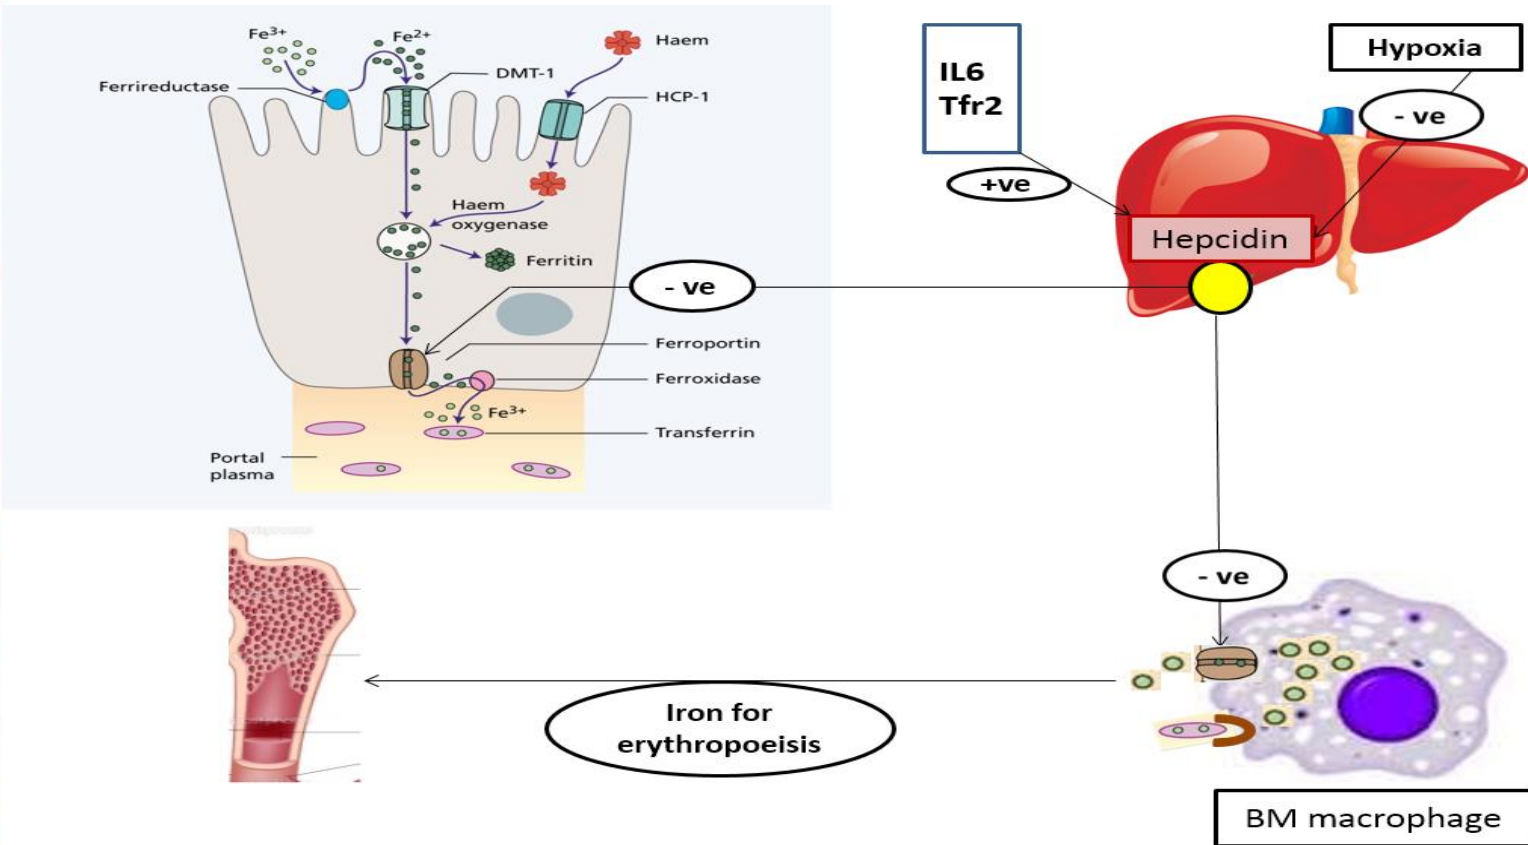 Fe³⁺
Fe²⁺
Haem
Ferrireductase
DMT-1
HCP-1
Haem
oxygenase
Ferritin
- ve
Ferroportin
Ferroxidase
Fe³⁺
Transferrin
Portal
plasma
IL6
Tfr2
+ve
Hypoxia
- ve
Hepcidin
- ve
Iron for
erythropoeisis
BM macrophage